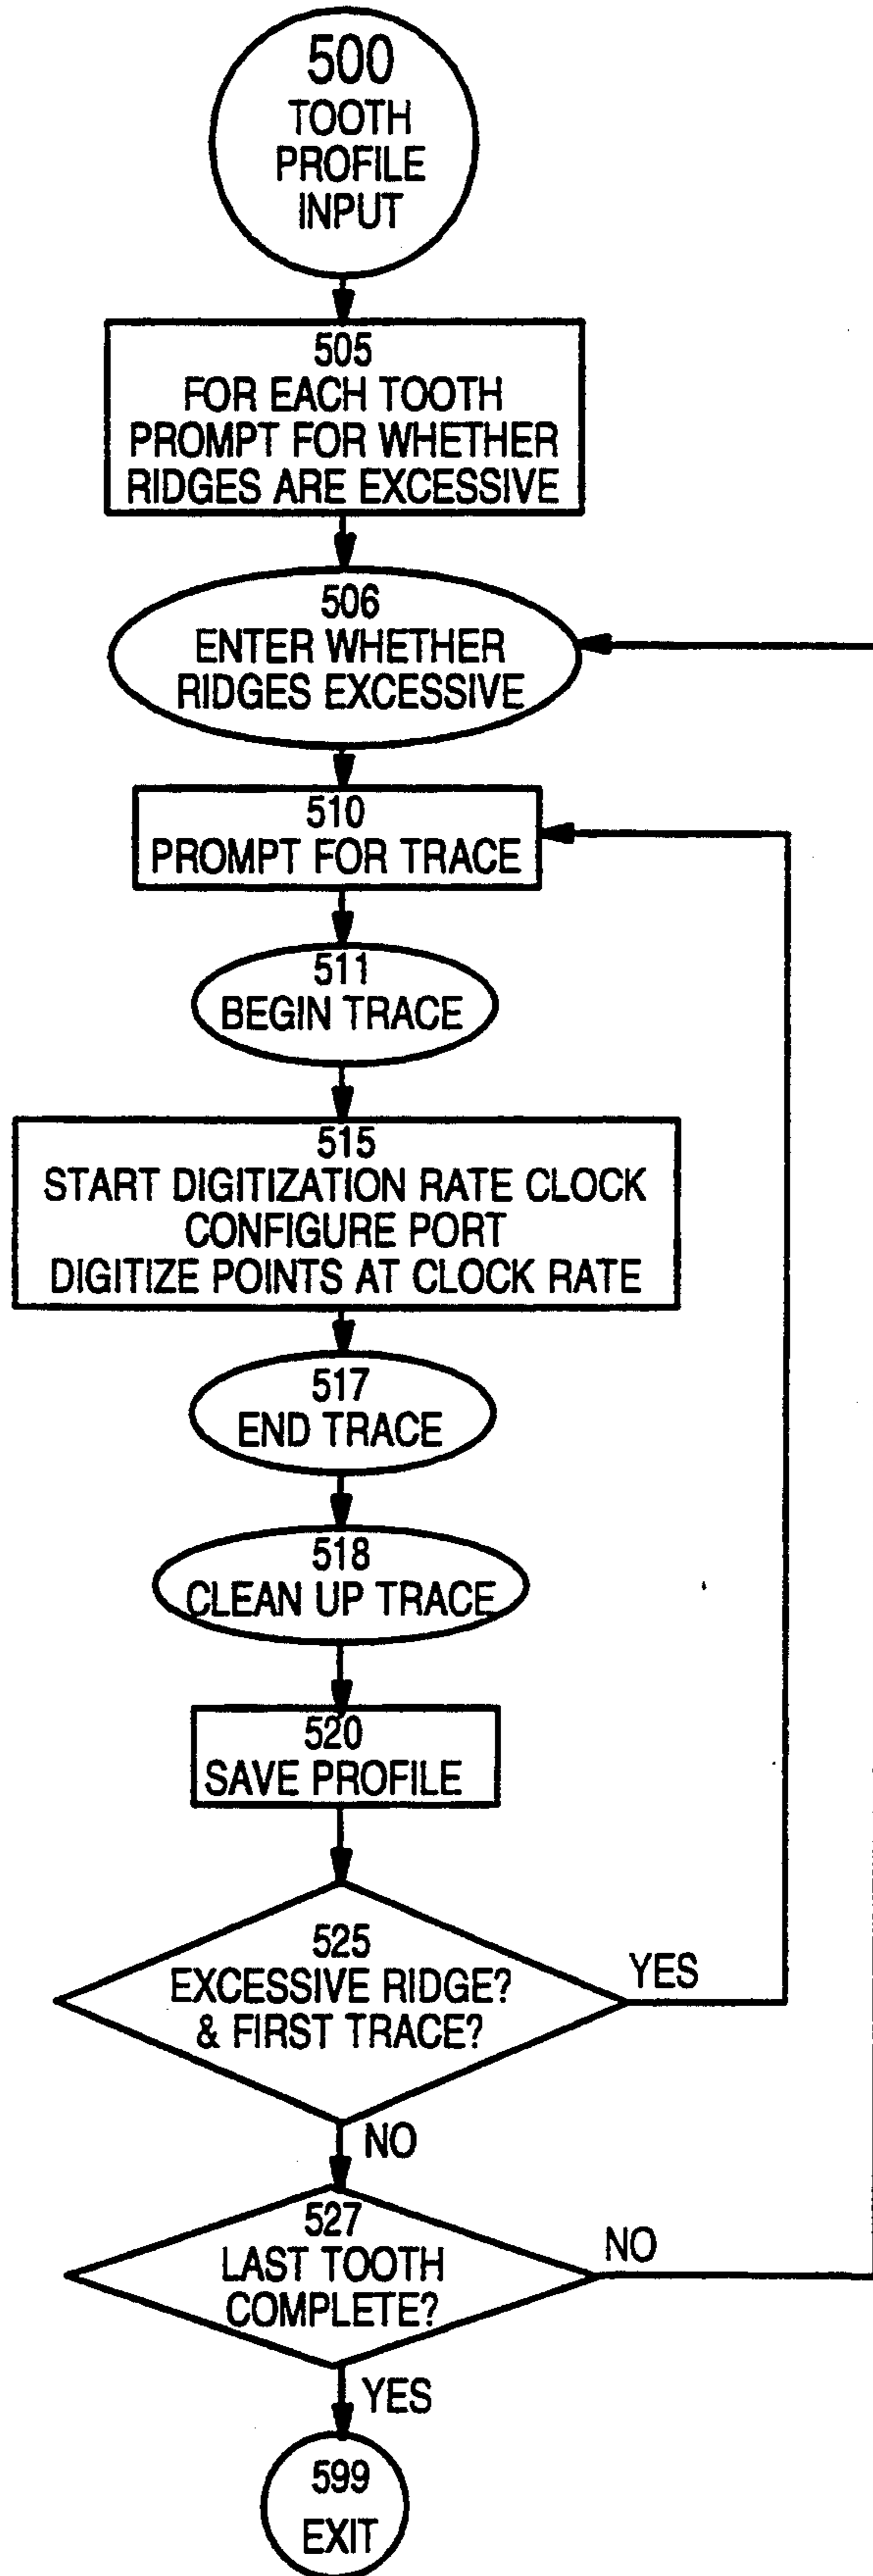 500
TOOTH
PROFILE
INPUT
505
FOR EACH TOOTH
PROMPT FOR WHETHER
RIDGES ARE EXCESSIVE
506
ENTER WHETHER
RIDGES EXCESSIVE
510
PROMPT FOR TRACE
511
BEGIN TRACE
515
START DIGITIZATION RATE CLOCK
CONFIGURE PORT
DIGITIZE POINTS AT CLOCK RATE
517
END TRACE
518
CLEAN UP TRACE
520
SAVE PROFILE
525
EXCESSIVE RIDGE?
& FIRST TRACE?
YES
NO
527
LAST TOOTH
COMPLETE?
NO
YES
599
EXIT